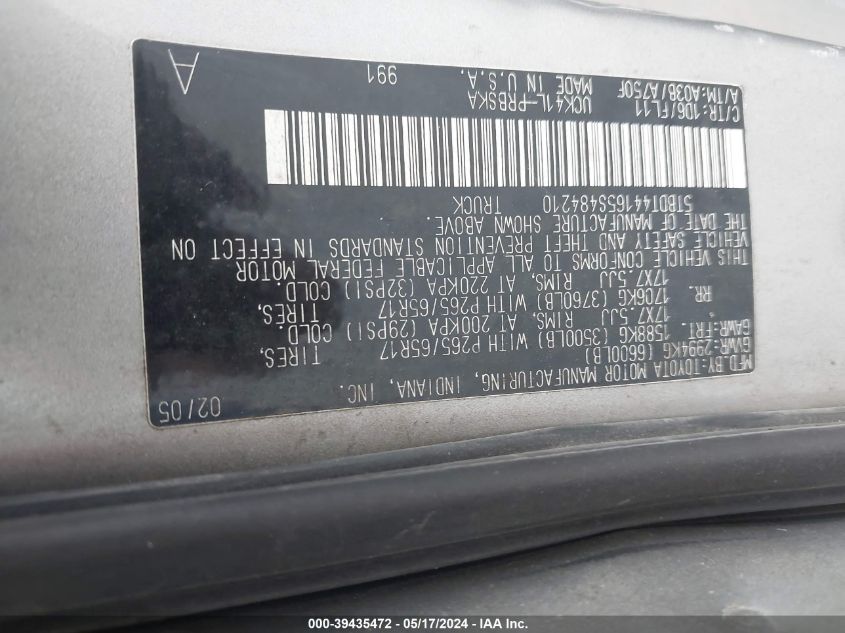 MFD BY:TOYOTA MOTOR MANUFACTURING, INDIANA, INC. 02/05
GVWR:2994KG (6600LB)
GAWR:FRT. 1588KG (3500LB) WITH P265/65R17 TIRES,
17X7.5JJ RIMS, AT 200KPA (29PSI) COLD.
RR. 1706KG (3760LB) WITH P265/65R17 TIRES,
17X7.5JJ RIMS, AT 220KPA (32PSI) COLD.
THIS VEHICLE CONFORMS TO ALL APPLICABLE FEDERAL MOTOR
VEHICLE SAFETY AND THEFT PREVENTION STANDARDS IN EFFECT ON
THE DATE OF MANUFACTURE SHOWN ABOVE.
5TBDT44165S484210 TRUCK
C/TR:1D6/FL11 UCK41L-PRBSKA 991 A
A/TM:A03B/A750F MADE IN U.S.A.
000-39435472 - 05/17/2024 - IAA Inc.